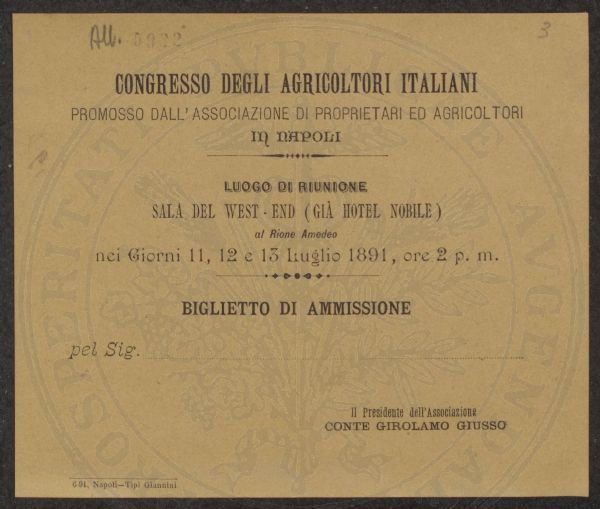 All. 5922
3
CONGRESSO DEGLI AGRICOLTORI ITALIANI
PROMOSSO DALL'ASSOCIAZIONE DI PROPRIETARI ED AGRICOLTORI
IN NAPOLI
LUOGO DI RIUNIONE
SALA DEL WEST-END (GIÀ HOTEL NOBILE)
al Rione Amedeo
nei Giorni 11, 12 e 13 Luglio 1891, ore 2 p. m.
BIGLIETTO DI AMMISSIONE
pel Sig.
Il Presidente dell'Associazione
CONTE GIROLAMO GIUSSO
6-91, Napoli—Tipi Giannini